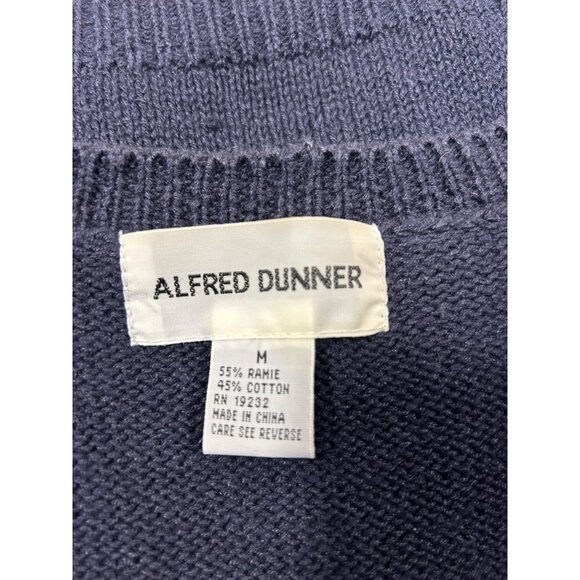 ALFRED DUNNER
M
55% RAMIE
45% COTTON
RN 19232
MADE IN CHINA
CARE SEE REVERSE